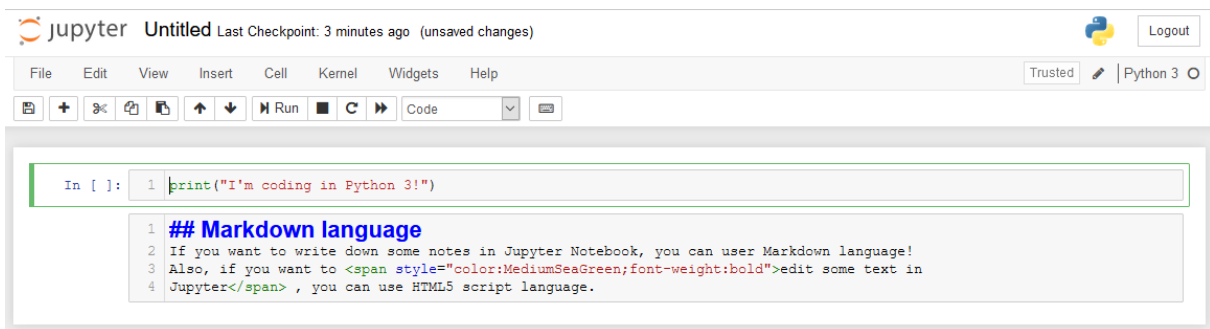 jupyter Untitled Last Checkpoint: 3 minutes ago (unsaved changes) Logout
File Edit View Insert Cell Kernel Widgets Help Trusted Python 3
Run Code
In [ ]: 1 print("I'm coding in Python 3!")
1 ## Markdown language
2 If you want to write down some notes in Jupyter Notebook, you can user Markdown language!
3 Also, if you want to <span style="color:MediumSeaGreen;font-weight:bold">edit some text in
4 Jupyter</span> , you can use HTML5 script language.